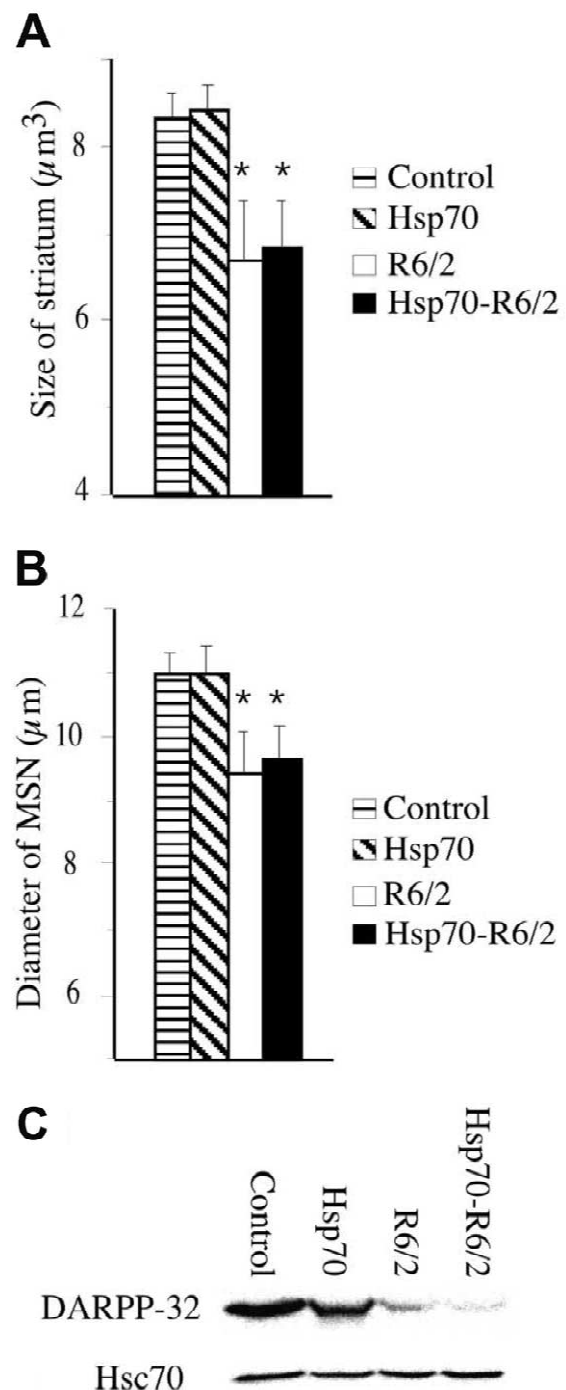 A
Size of striatum (μm³)
8
6
4
* *
Control
Hsp70
R6/2
Hsp70-R6/2
B
Diameter of MSN (μm)
12
10
8
6
* *
Control
Hsp70
R6/2
Hsp70-R6/2
C
Control
Hsp70
R6/2
Hsp70-R6/2
DARPP-32
Hsc70